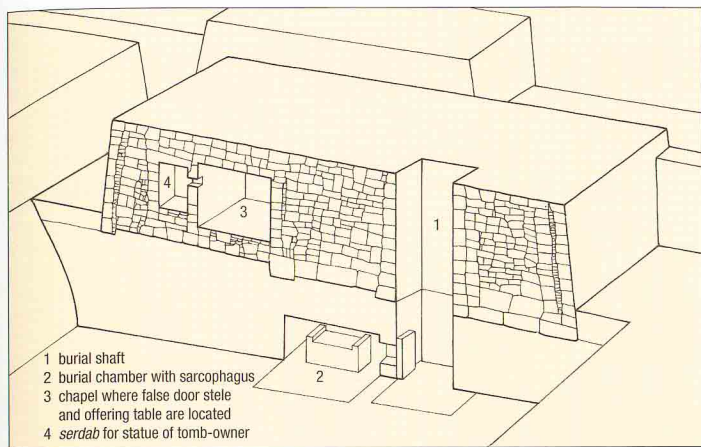 4
3
1
2
1 burial shaft
2 burial chamber with sarcophagus
3 chapel where false door stele
and offering table are located
4 serdab for statue of tomb-owner